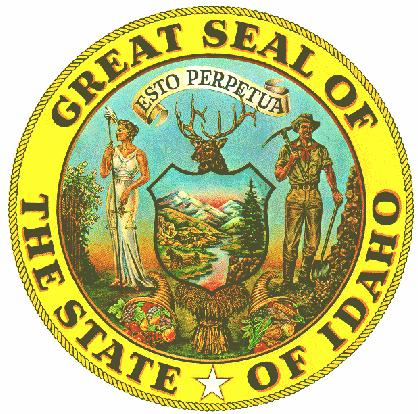 GREAT SEAL OF
THE STATE OF IDAHO
ESTO PERPETUA